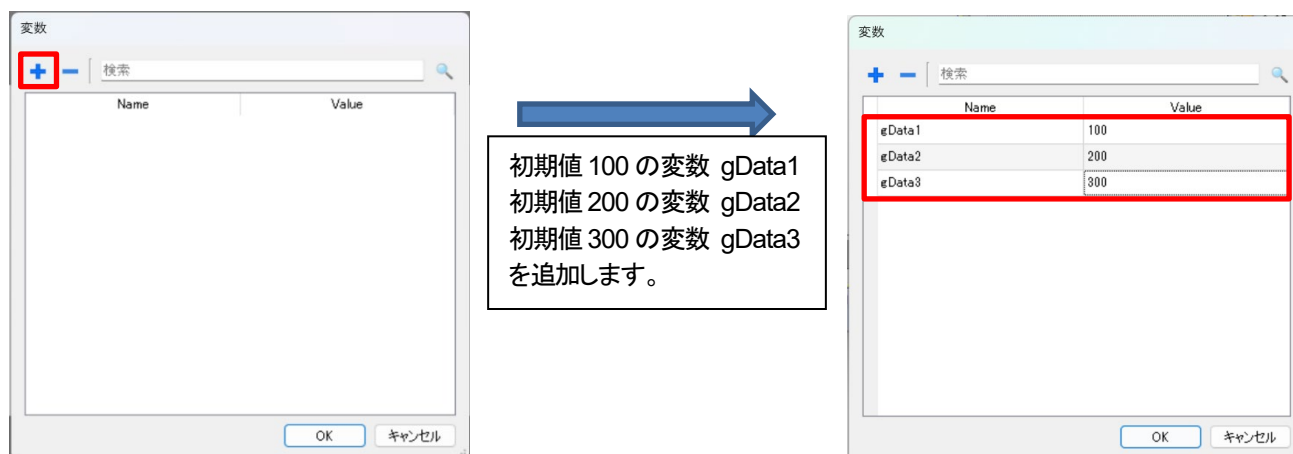 変数
検索
Name Value
OK キャンセル
初期値 100 の変数 gData1
初期値 200 の変数 gData2
初期値 300 の変数 gData3
を追加します。
変数
検索
Name Value
gData1 100
gData2 200
gData3 300
OK キャンセル